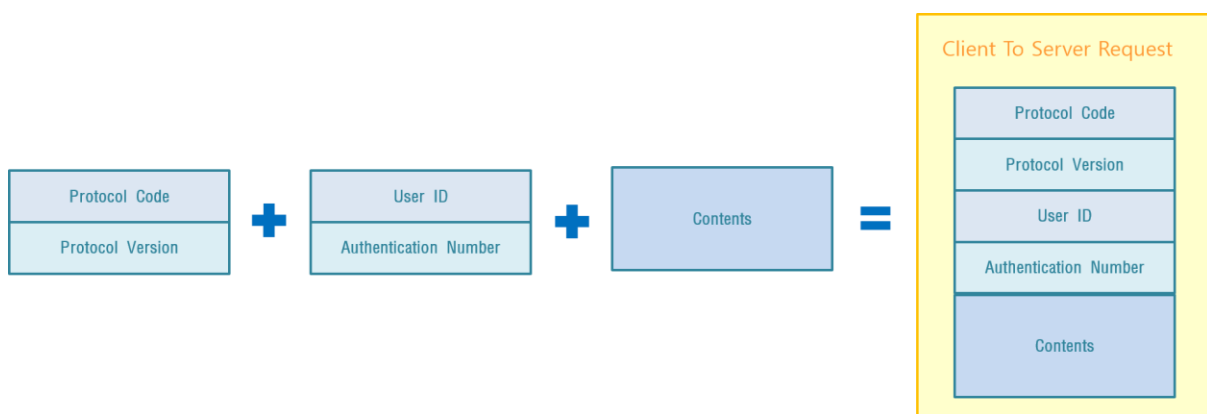 Client To Server Request
Protocol Code
Protocol Version
User ID
Authentication Number
Contents
Protocol Code
Protocol Version
+
User ID
Authentication Number
+
Contents
=